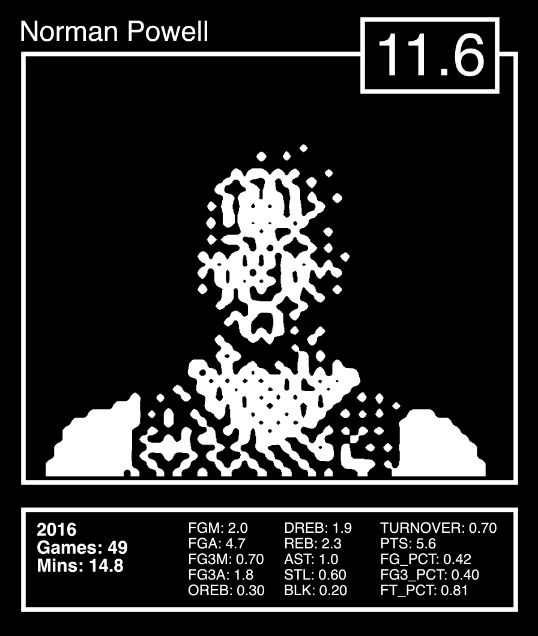 Norman Powell
11.6
2016
Games: 49
Mins: 14.8
FGM: 2.0
FGA: 4.7
FG3M: 0.70
FG3A: 1.8
OREB: 0.30
DREB: 1.9
REB: 2.3
AST: 1.0
STL: 0.60
BLK: 0.20
TURNOVER: 0.70
PTS: 5.6
FG_PCT: 0.42
FG3_PCT: 0.40
FT_PCT: 0.81